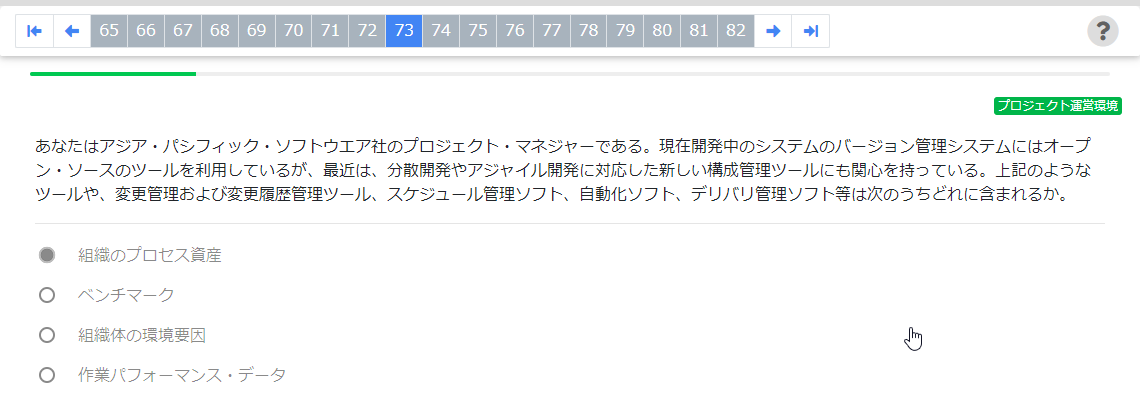 65 66 67 68 69 70 71 72 73 74 75 76 77 78 79 80 81 82 ?
プロジェクト運営環境
あなたはアジア・パシフィック・ソフトウエア社のプロジェクト・マネジャーである。現在開発中のシステムのバージョン管理システムにはオープ
ン・ソースのツールを利用しているが、最近は、分散開発やアジャイル開発に対応した新しい構成管理ツールにも関心を持っている。上記のような
ツールや、変更管理および変更履歴管理ツール、スケジュール管理ソフト、自動化ソフト、デリバリ管理ソフト等は次のうちどれに含まれるか。
組織のプロセス資産
ベンチマーク
組織体の環境要因
作業パフォーマンス・データ